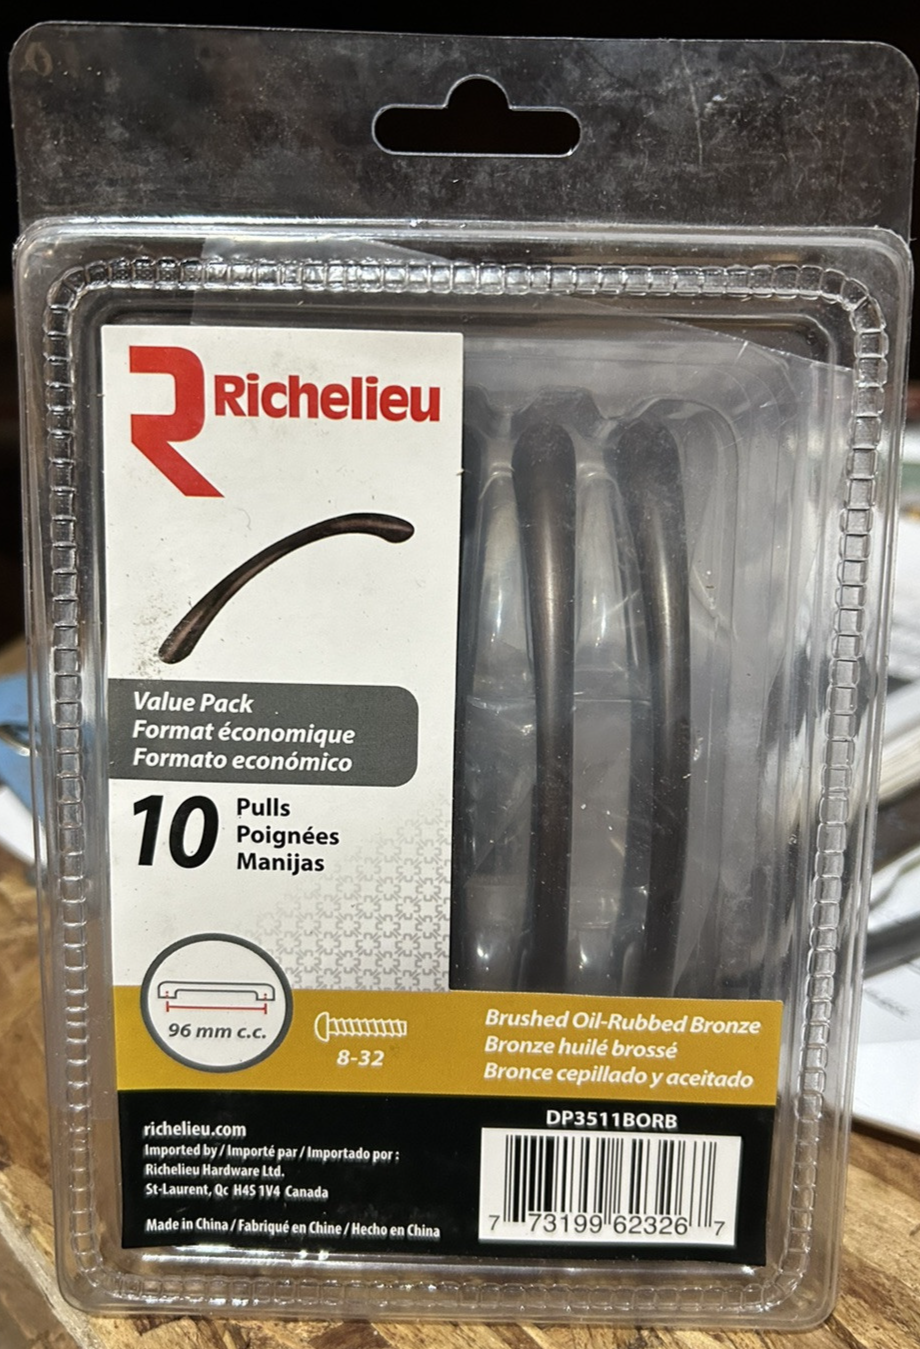 Richelieu
Value Pack
Format économique
Formato económico
10
Pulls
Poignées
Manijas
96 mm c.c.
8-32
Brushed Oil-Rubbed Bronze
Bronze huilé brossé
Bronce cepillado y aceitado
richelieu.com
Imported by / Importé par / Importado por :
Richelieu Hardware Ltd.
St-Laurent, Qc H4S 1V4 Canada
Made in China / Fabriqué en Chine / Hecho en China
DP3511BORB
7 73199 62326 7